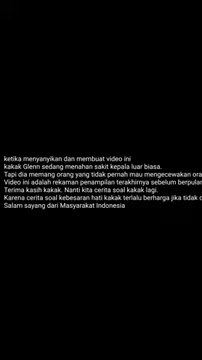 ketika menyanyikan dan membuat video ini
kakak Glenn sedang menahan sakit kepala luar biasa.
Tapi dia memang orang yang tidak pernah mau mengecewakan ora
Video ini adalah rekaman penampilan terakhirnya sebelum berpulan
Terima kasih kakak. Nanti kita cerita soal kakak lagi.
Karena cerita soal kebesaran hati kakak terlalu berharga jika tidak d
Salam sayang dari Masyarakat Indonesia